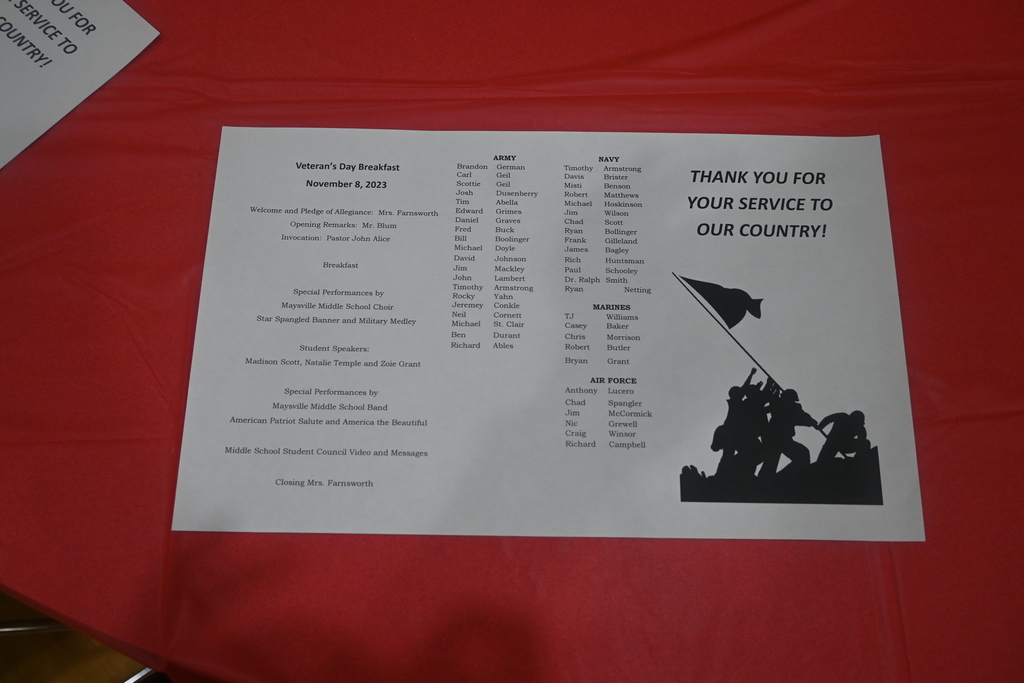 OU FOR
SERVICE TO
COUNTRY!
Veteran's Day Breakfast
November 8, 2023
Welcome and Pledge of Allegiance: Mrs. Farnsworth
Opening Remarks: Mr. Blum
Invocation: Pastor John Alice
Breakfast
Special Performances by
Maysville Middle School Choir
Star Spangled Banner and Military Medley
Student Speakers:
Madison Scott, Natalie Temple and Zoie Grant
Special Performances by
Maysville Middle School Band
American Patriot Salute and America the Beautiful
Middle School Student Council Video and Messages
Closing Mrs. Farnsworth
ARMY
Brandon German
Carl Geil
Scottie Geil
Josh Dusenberry
Tim Abella
Edward Grimes
Daniel Graves
Fred Buck
Bill Boolinger
Michael Doyle
David Johnson
Jim Mackley
John Lambert
Timothy Armstrong
Rocky Yahn
Jeremey Conkle
Neil Cornett
Michael St. Clair
Ben Durant
Richard Ables
NAVY
Timothy Armstrong
Davis Brister
Misti Benson
Robert Matthews
Michael Hoskinson
Jim Wilson
Chad Scott
Ryan Bollinger
Frank Gilleland
James Bagley
Rich Huntsman
Paul Schooley
Dr. Ralph Smith
Ryan Netting
MARINES
TJ Williams
Casey Baker
Chris Morrison
Robert Butler
Bryan Grant
AIR FORCE
Anthony Lucero
Chad Spangler
Jim McCormick
Nic Grewell
Craig Winsor
Richard Campbell
THANK YOU FOR
YOUR SERVICE TO
OUR COUNTRY!